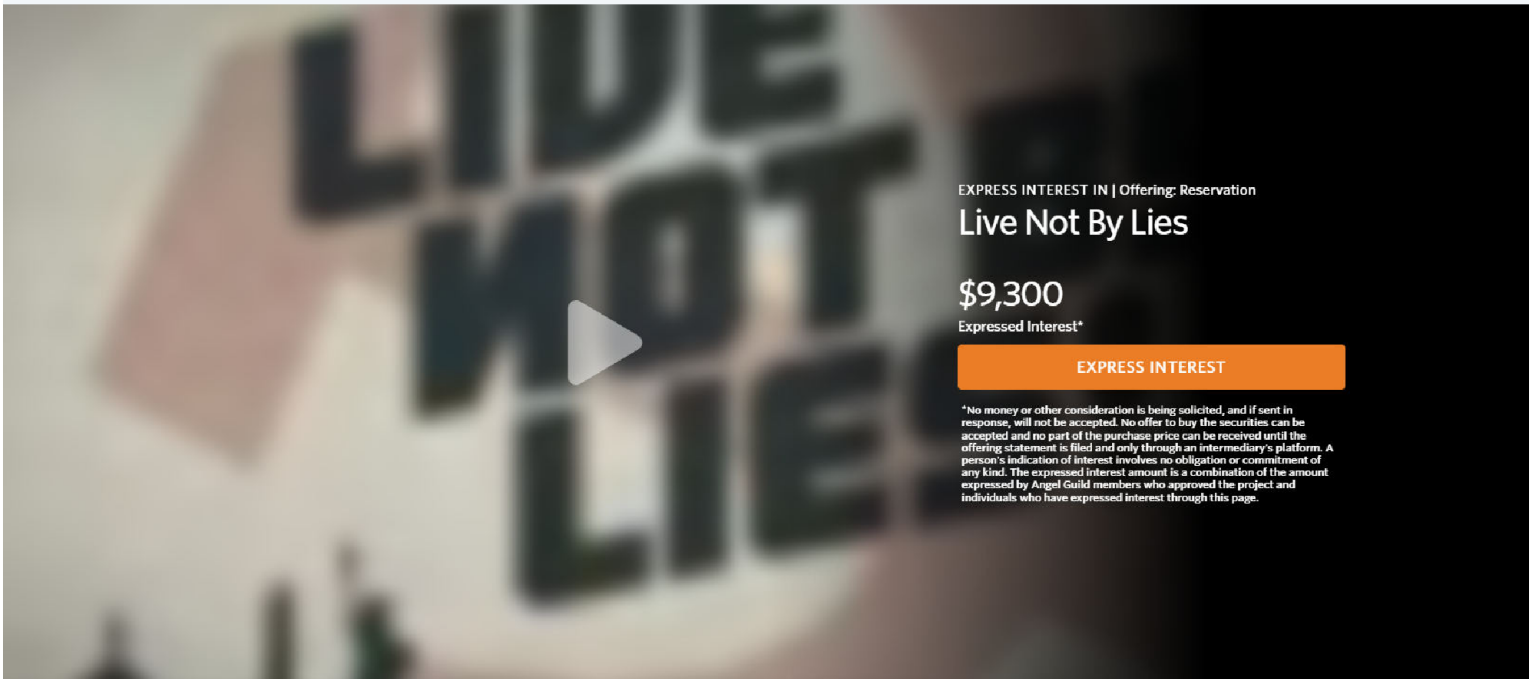 LIVE
NOT BY
LIES
EXPRESS INTEREST IN | Offering: Reservation
Live Not By Lies
$9,300
Expressed Interest*
EXPRESS INTEREST
*No money or other consideration is being solicited, and if sent in
response, will not be accepted. No offer to buy the securities can be
accepted and no part of the purchase price can be received until the
offering statement is filed and only through an intermediary's platform. A
person's indication of interest involves no obligation or commitment of
any kind. The expressed interest amount is a combination of the amount
expressed by Angel Guild members who approved the project and
individuals who have expressed interest through this page.